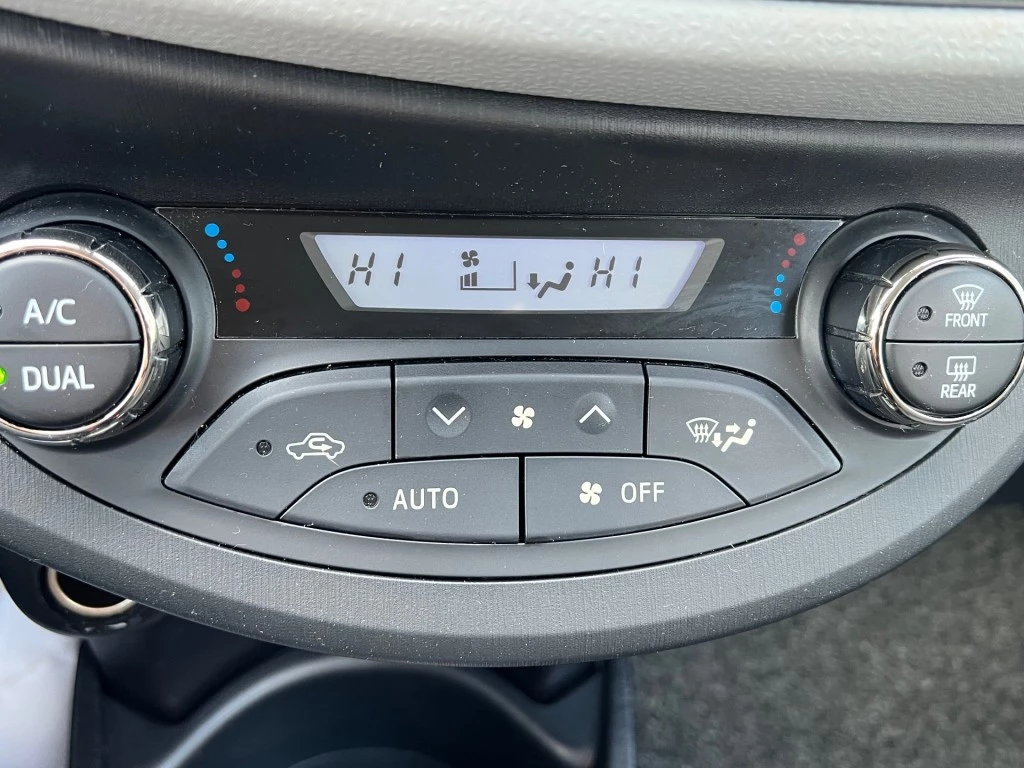 HI HI
A/C
DUAL
FRONT
REAR
AUTO
OFF